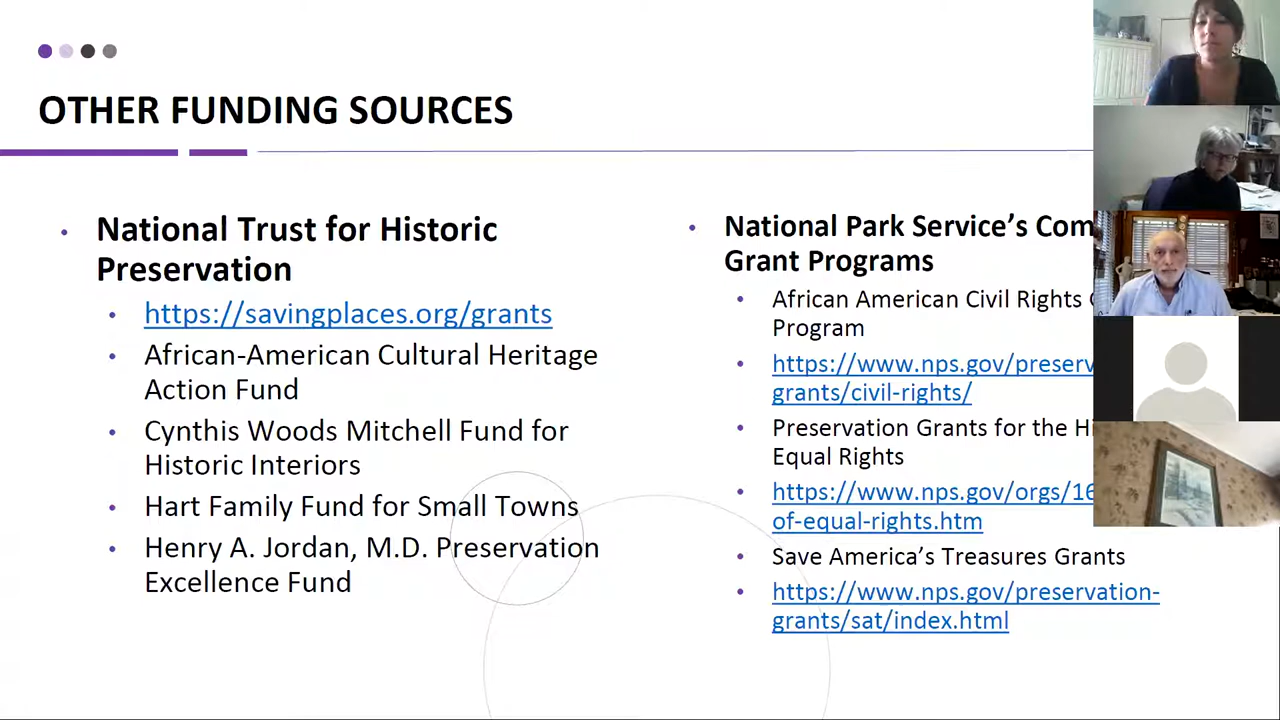 OTHER FUNDING SOURCES
• National Trust for Historic
Preservation
• https://savingplaces.org/grants
• African-American Cultural Heritage
Action Fund
• Cynthis Woods Mitchell Fund for
Historic Interiors
• Hart Family Fund for Small Towns
• Henry A. Jordan, M.D. Preservation
Excellence Fund
• National Park Service’s Com
Grant Programs
• African American Civil Rights
Program
• https://www.nps.gov/preserv
grants/civil-rights/
• Preservation Grants for the Hi
Equal Rights
• https://www.nps.gov/orgs/16
of-equal-rights.htm
• Save America’s Treasures Grants
• https://www.nps.gov/preservation-
grants/sat/index.html